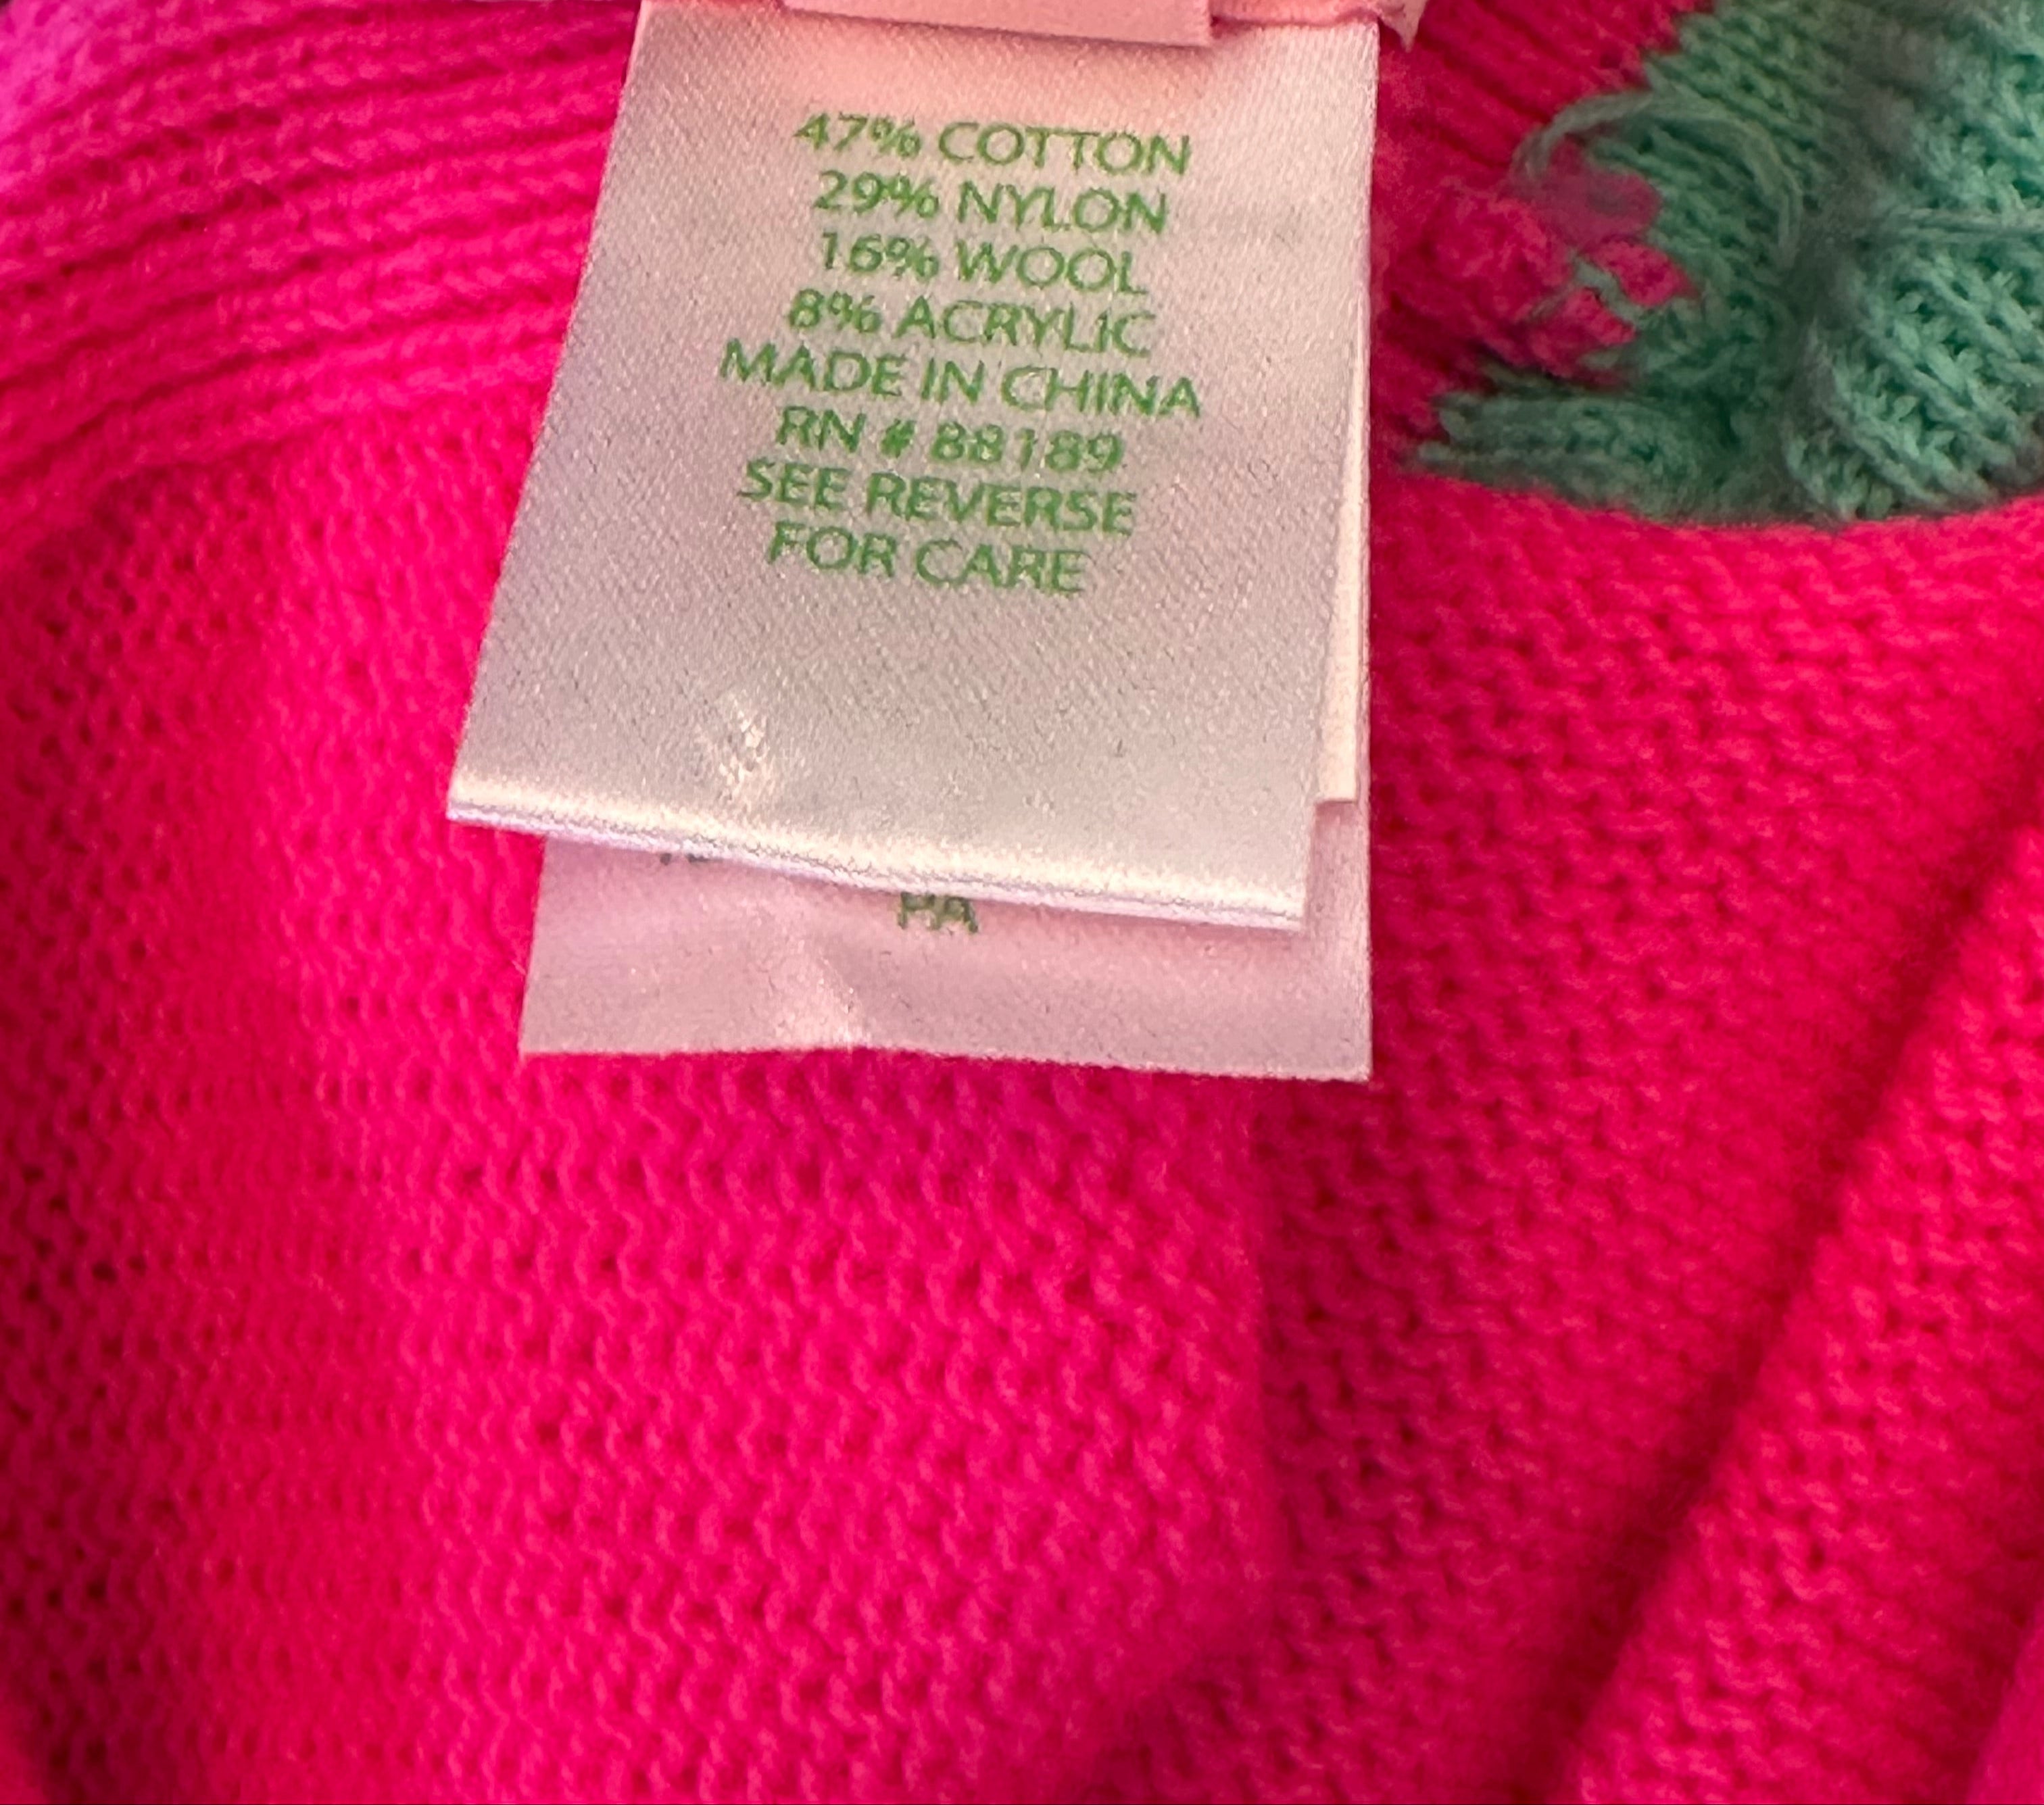 47% COTTON
29% NYLON
16% WOOL
8% ACRYLIC
MADE IN CHINA
RN # 88189
SEE REVERSE
FOR CARE